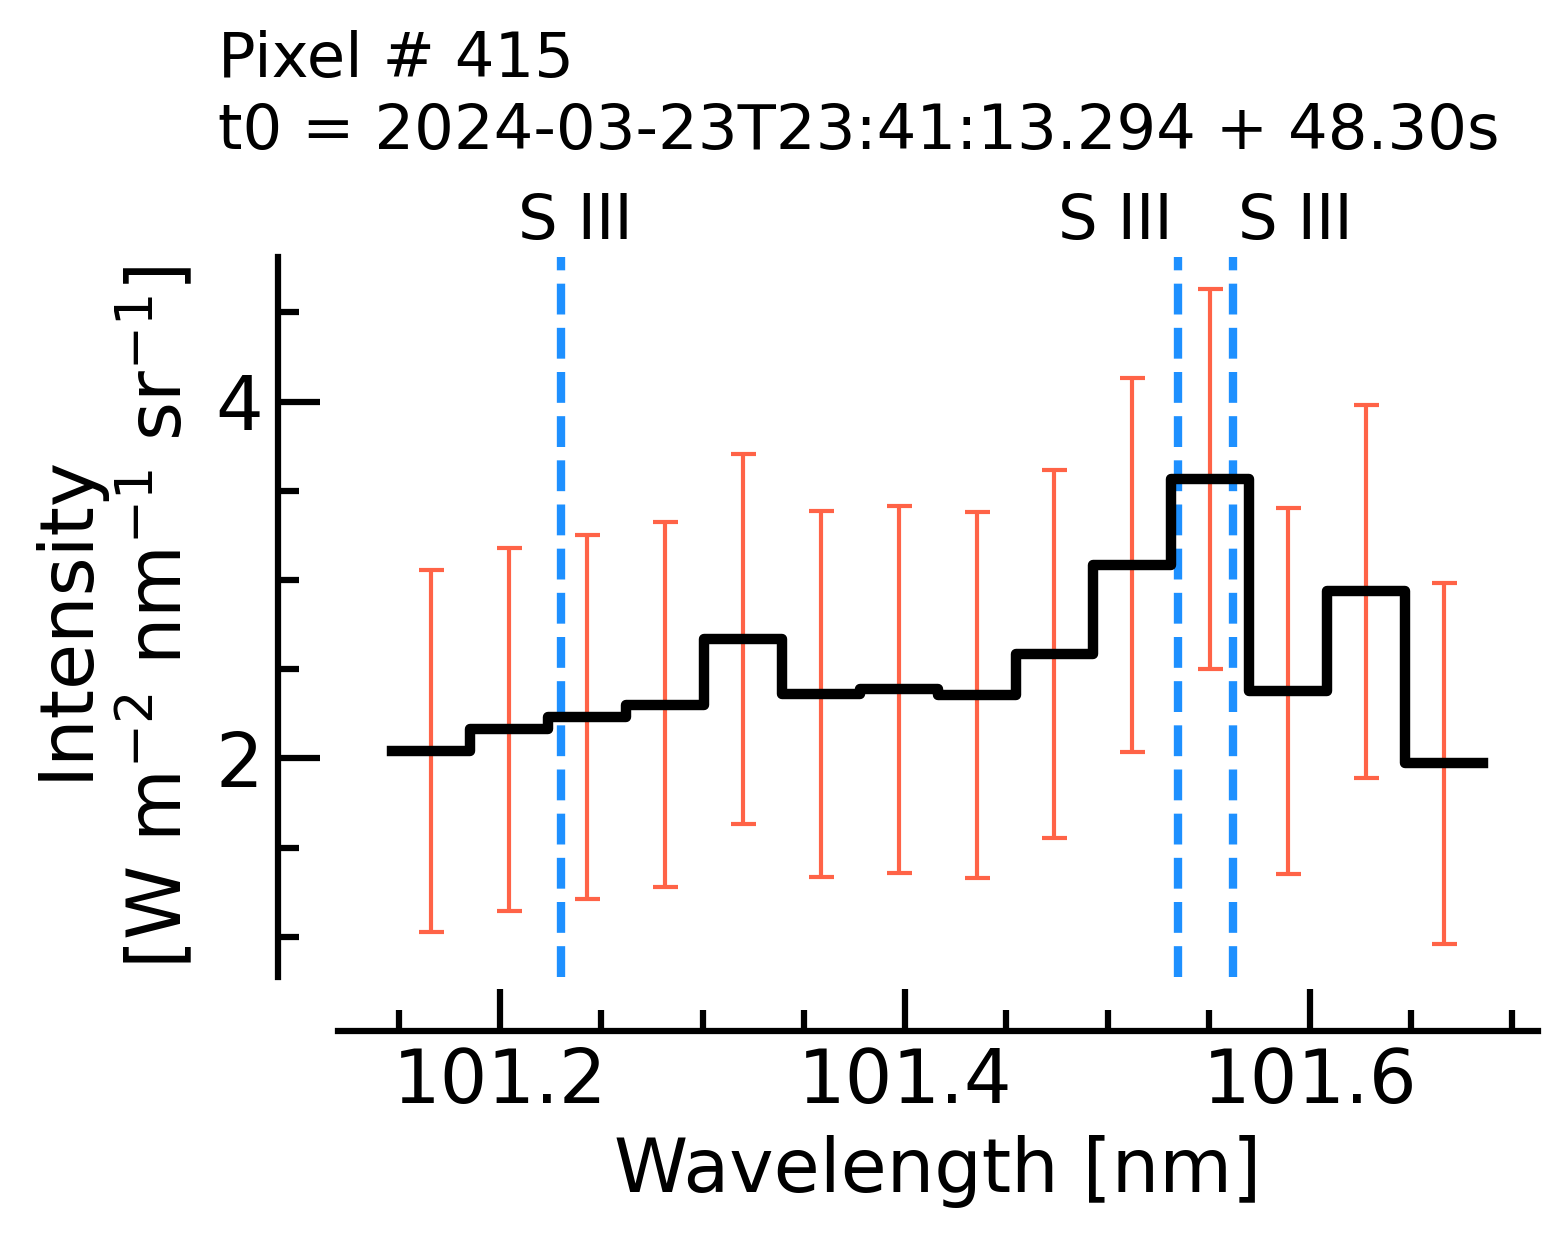 Pixel # 415
t0 = 2024-03-23T23:41:13.294 + 48.30s
S III S III S III
Intensity
[W m⁻² nm⁻¹ sr⁻¹]
4
2
101.2 101.4 101.6
Wavelength [nm]